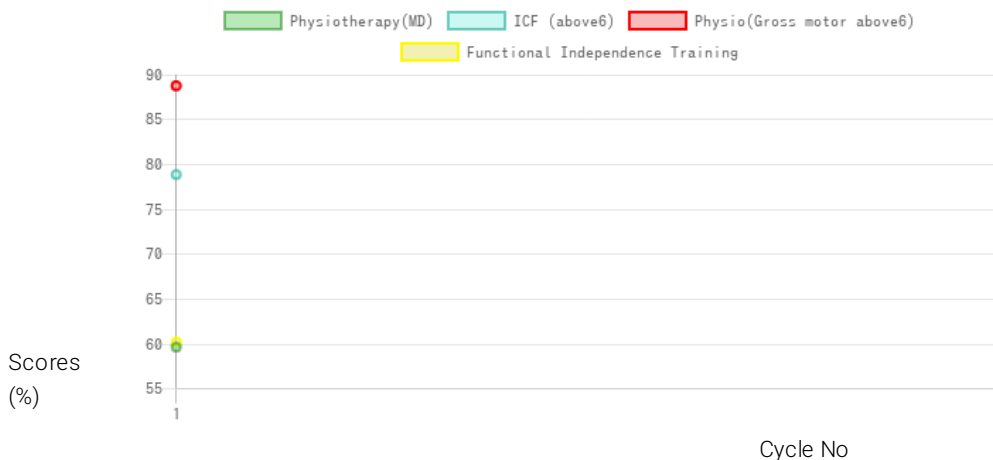 Physiotherapy(MD) ICF (above6) Physio(Gross motor above6)
Functional Independence Training
90
85
80
75
70
65
60
55
Scores
(%)
1
Cycle No